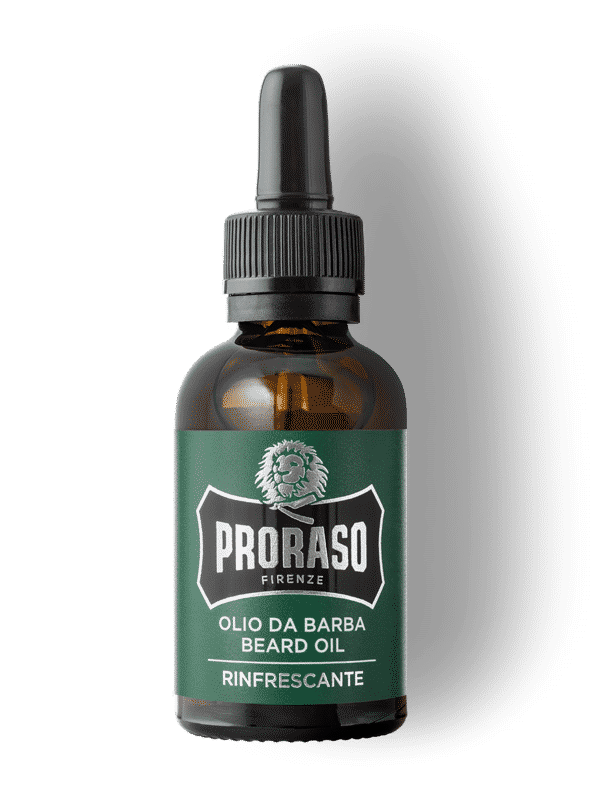 PRORASO
FIRENZE
OLIO DA BARBA
BEARD OIL
RINFRESCANTE